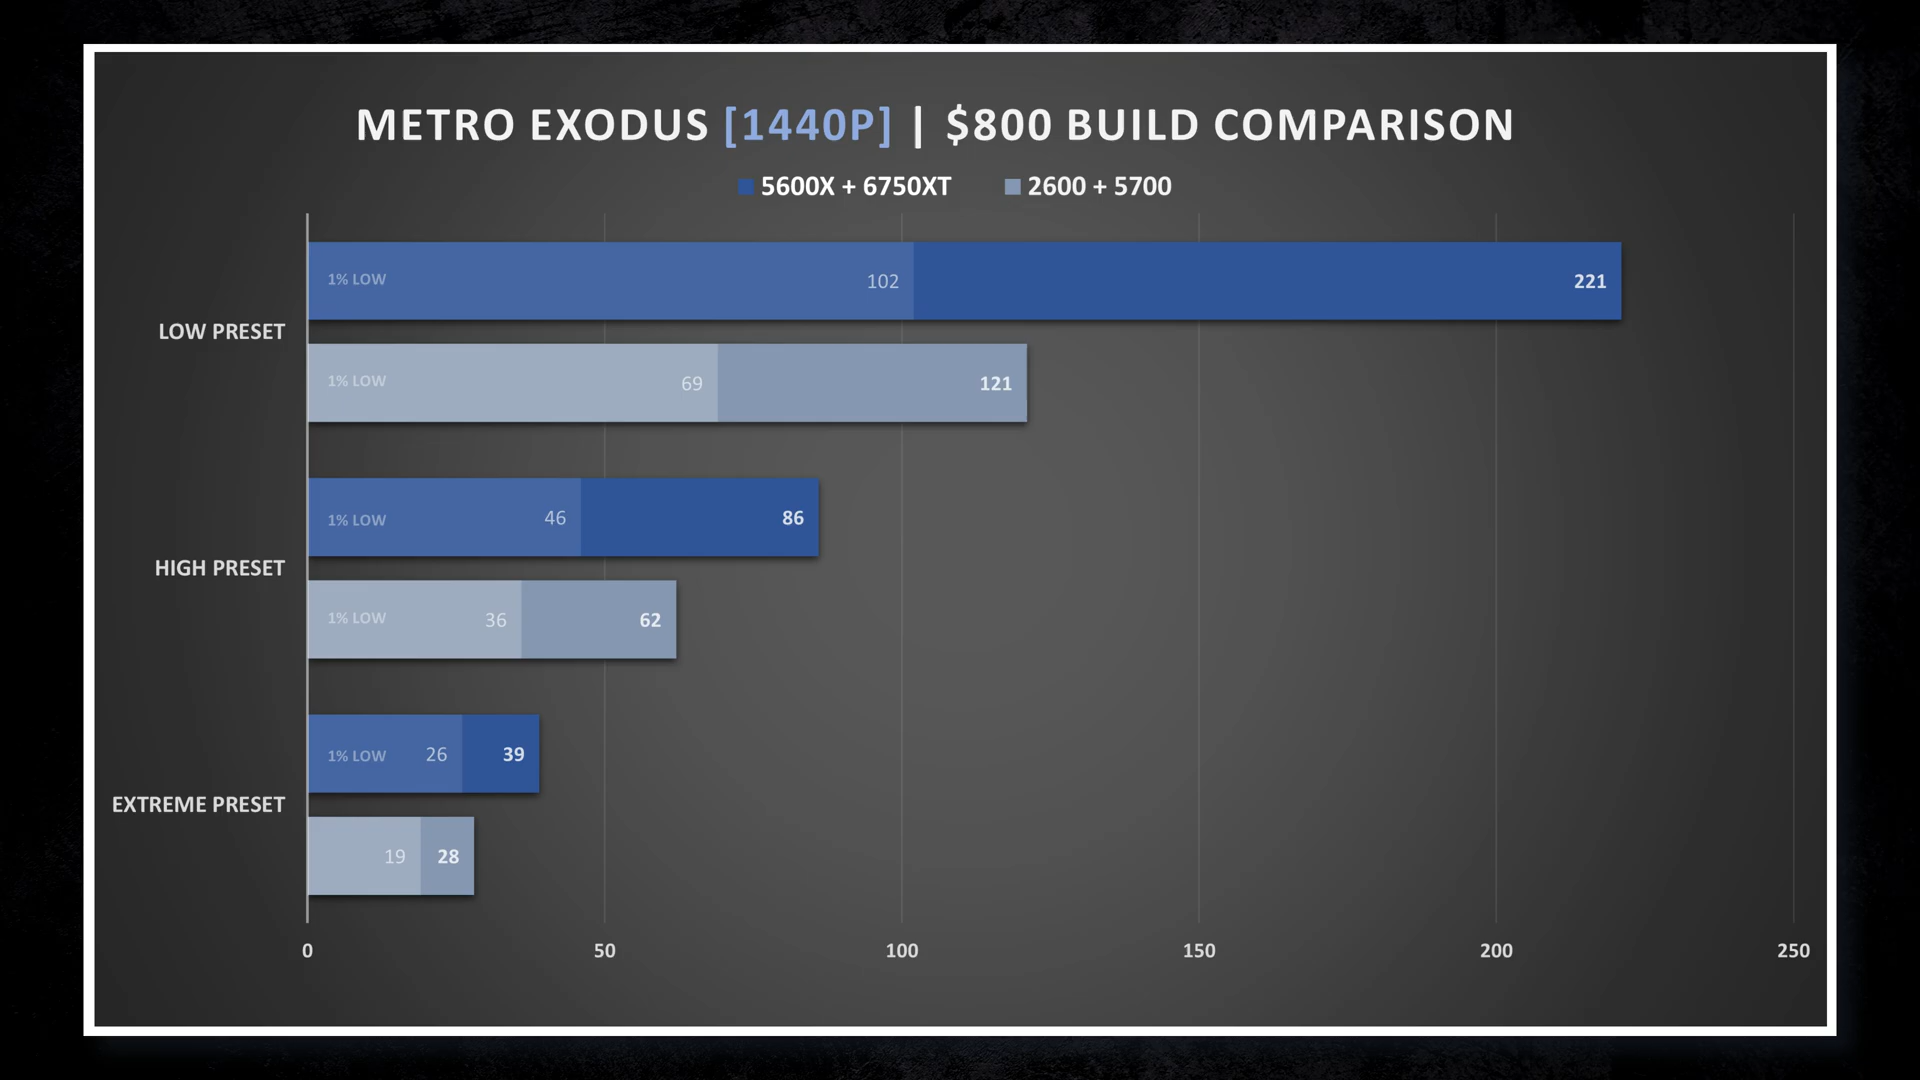 METRO EXODUS [1440P] | $800 BUILD COMPARISON
5600X + 6750XT 2600 + 5700
1% LOW 102 221
LOW PRESET
1% LOW 69 121
1% LOW 46 86
HIGH PRESET
1% LOW 36 62
1% LOW 26 39
EXTREME PRESET
19 28
0 50 100 150 200 250